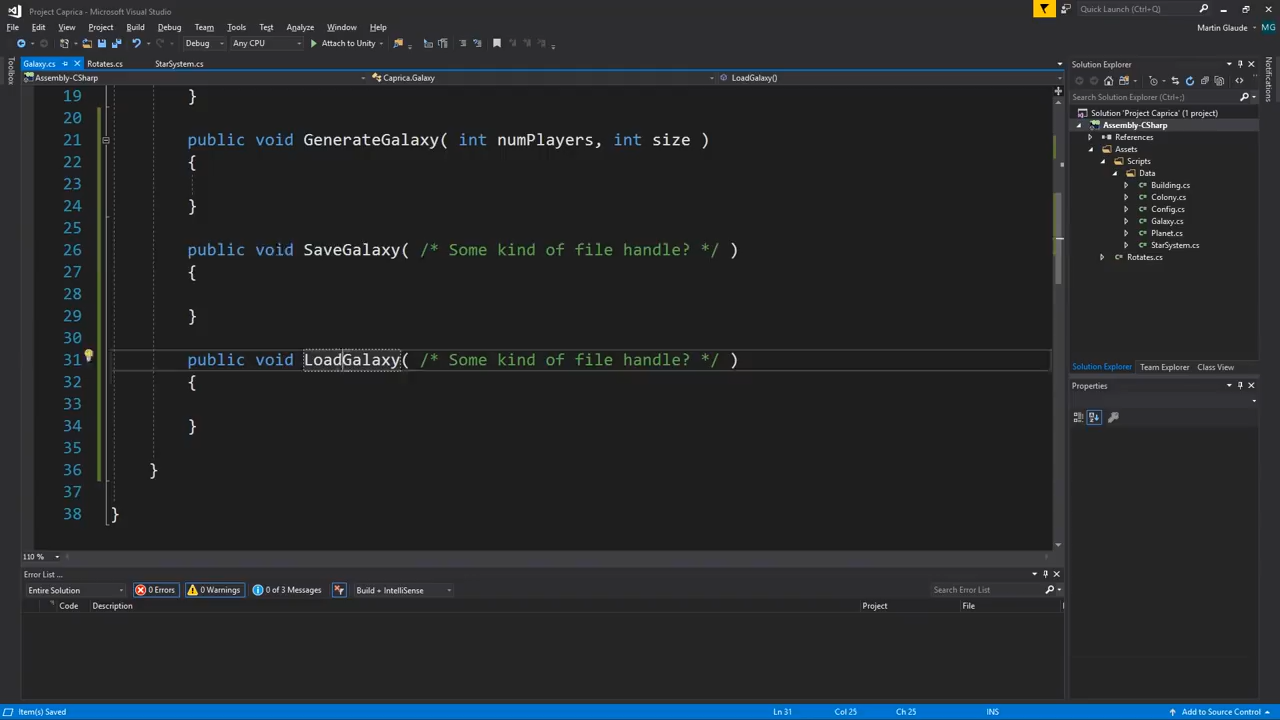 Project Caprica - Microsoft Visual Studio
Quick Launch (Ctrl+Q)
File Edit View Project Build Debug Team Tools Test Analyze Window Help
Martin Glaude MG
Debug Any CPU Attach to Unity
Toolbox
Galaxy.cs Rotates.cs StarSystem.cs
Assembly-CSharp Caprica.Galaxy LoadGalaxy()
19 }
20
21 public void GenerateGalaxy( int numPlayers, int size )
22 {
23
24 }
25
26 public void SaveGalaxy( /* Some kind of file handle? */ )
27 {
28
29 }
30
31 public void LoadGalaxy( /* Some kind of file handle? */ )
32 {
33
34 }
35
36 }
37
38 }
110 %
Solution Explorer
Notifications
Search Solution Explorer (Ctrl+;)
Solution 'Project Caprica' (1 project)
Assembly-CSharp
References
Assets
Scripts
Data
Building.cs
Colony.cs
Config.cs
Galaxy.cs
Planet.cs
StarSystem.cs
Rotates.cs
Solution Explorer Team Explorer Class View
Properties
Error List ...
Entire Solution 0 Errors 0 Warnings 0 of 3 Messages Build + IntelliSense Search Error List
Code Description Project File
Item(s) Saved Ln 31 Col 25 Ch 25 INS Add to Source Control